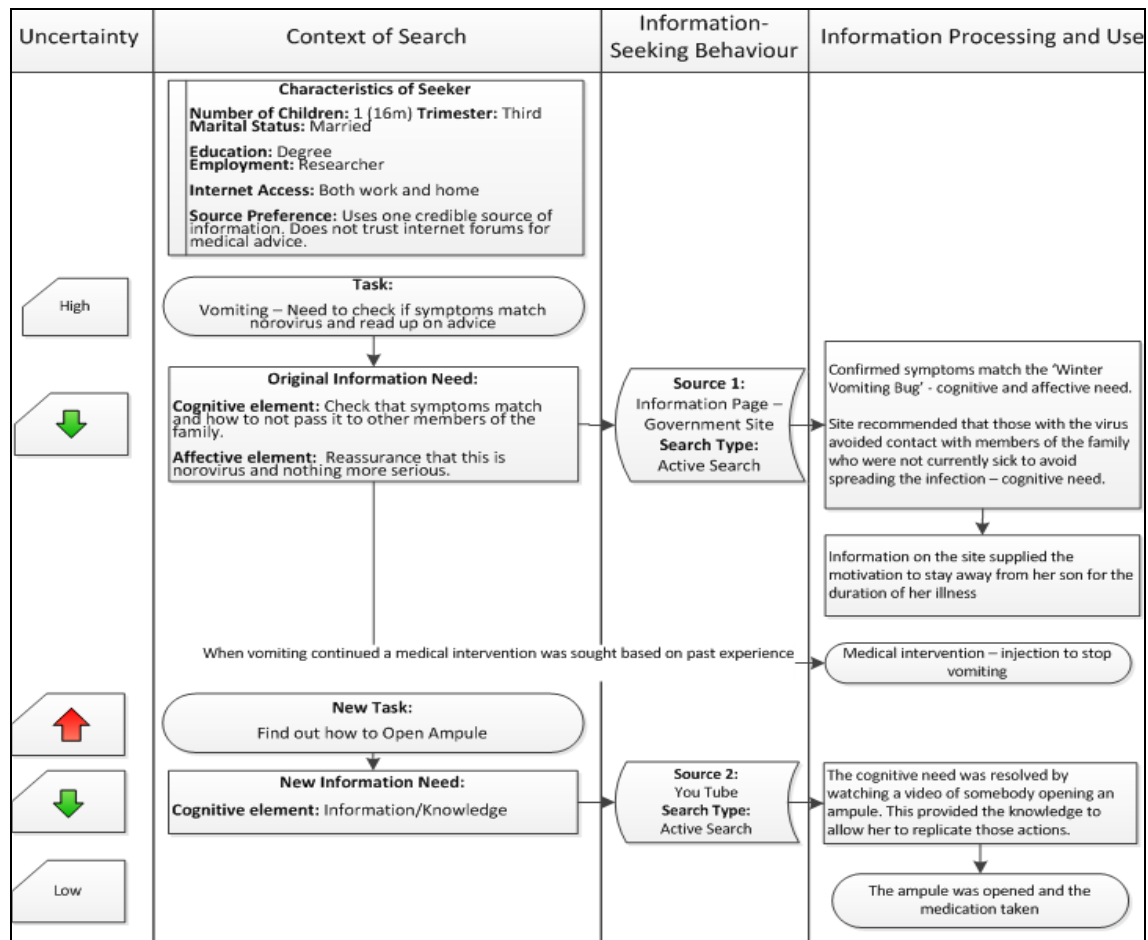 Uncertainty
Context of Search
Information-
Seeking Behaviour
Information Processing and Use
Characteristics of Seeker
Number of Children: 1 (16m) Trimester: Third
Marital Status: Married
Education: Degree
Employment: Researcher
Internet Access: Both work and home
Source Preference: Uses one credible source of
information. Does not trust internet forums for
medical advice.
High
Task:
Vomiting – Need to check if symptoms match
norovirus and read up on advice
Original Information Need:
Cognitive element: Check that symptoms match
and how to not pass it to other members of the
family.
Affective element: Reassurance that this is
norovirus and nothing more serious.
Source 1:
Information Page –
Government Site
Search Type:
Active Search
Confirmed symptoms match the ‘Winter
Vomiting Bug’ - cognitive and affective need.
Site recommended that those with the virus
avoided contact with members of the family
who were not currently sick to avoid
spreading the infection – cognitive need.
Information on the site supplied the
motivation to stay away from her son for the
duration of her illness
When vomiting continued a medical intervention was sought based on past experience
Medical intervention – injection to stop
vomiting
New Task:
Find out how to Open Ampule
New Information Need:
Cognitive element: Information/Knowledge
Source 2:
You Tube
Search Type:
Active Search
The cognitive need was resolved by
watching a video of somebody opening an
ampule. This provided the knowledge to
allow her to replicate those actions.
Low
The ampule was opened and the
medication taken